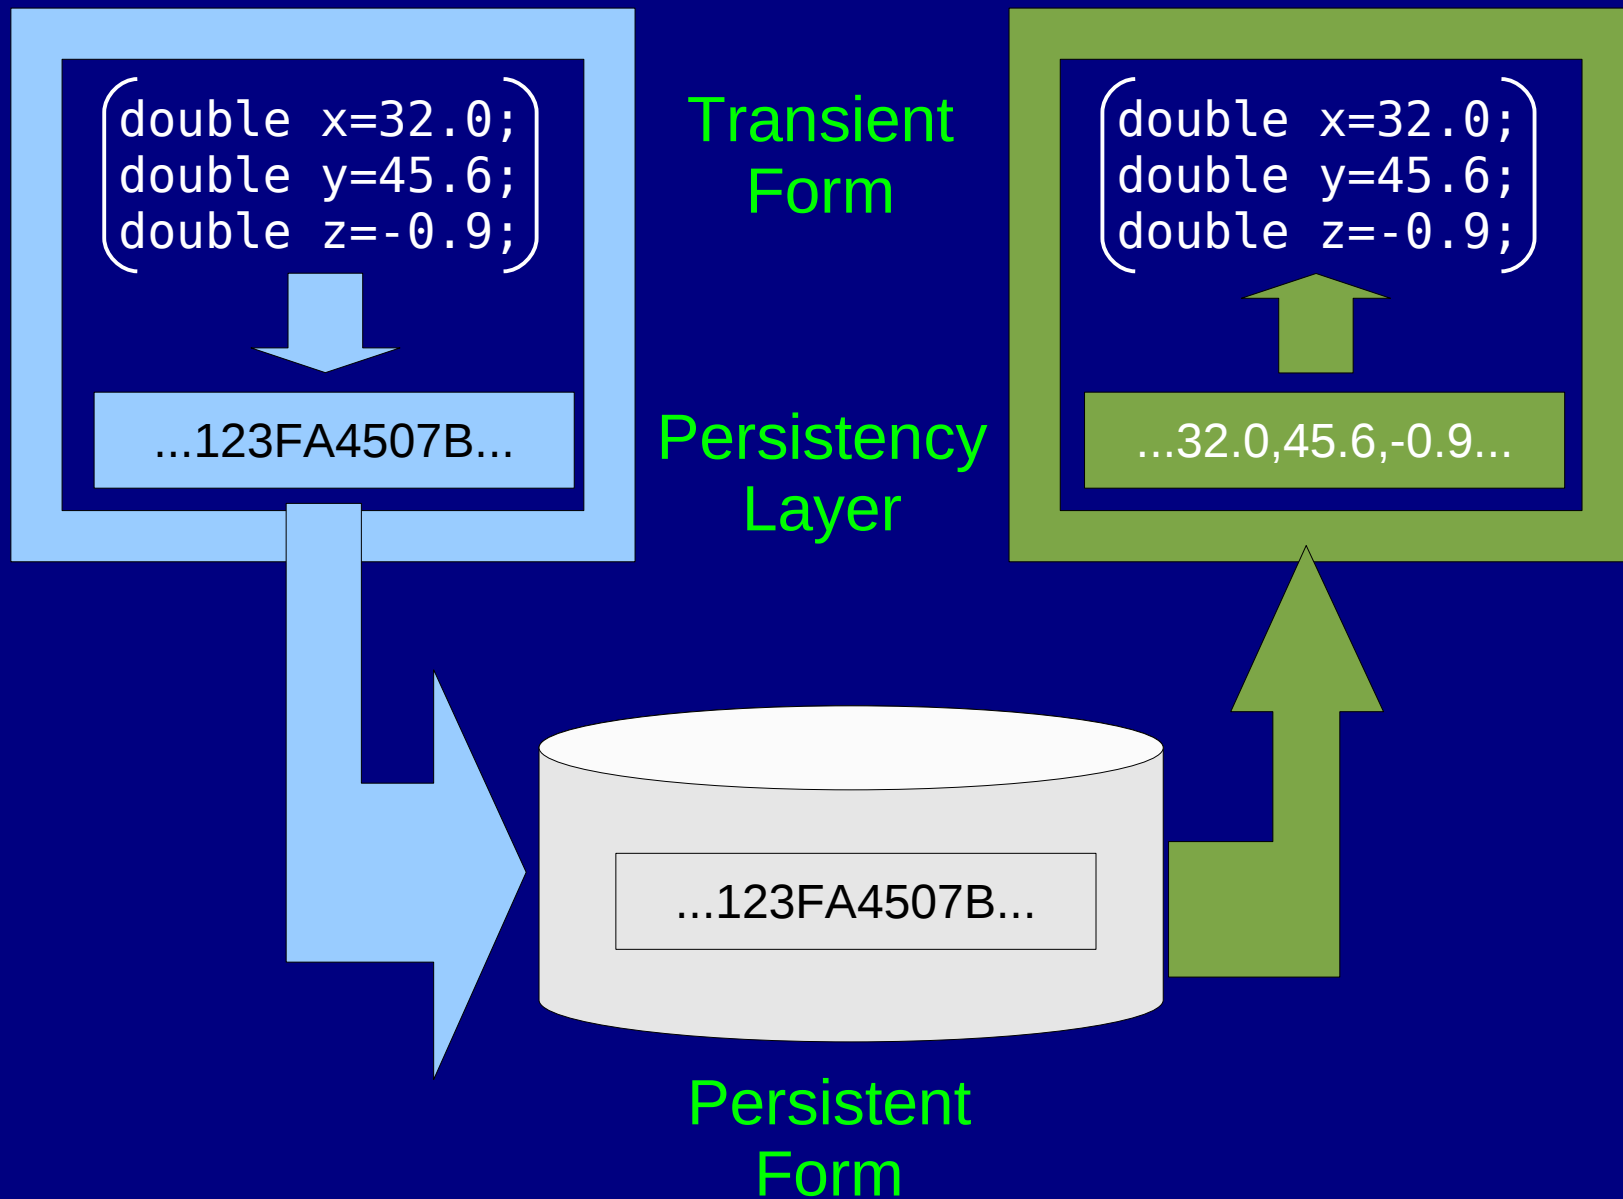 double x=32.0;
double y=45.6;
double z=-0.9;
...123FA4507B...
Transient
Form
Persistency
Layer
double x=32.0;
double y=45.6;
double z=-0.9;
...32.0,45.6,-0.9...
...123FA4507B...
Persistent
Form